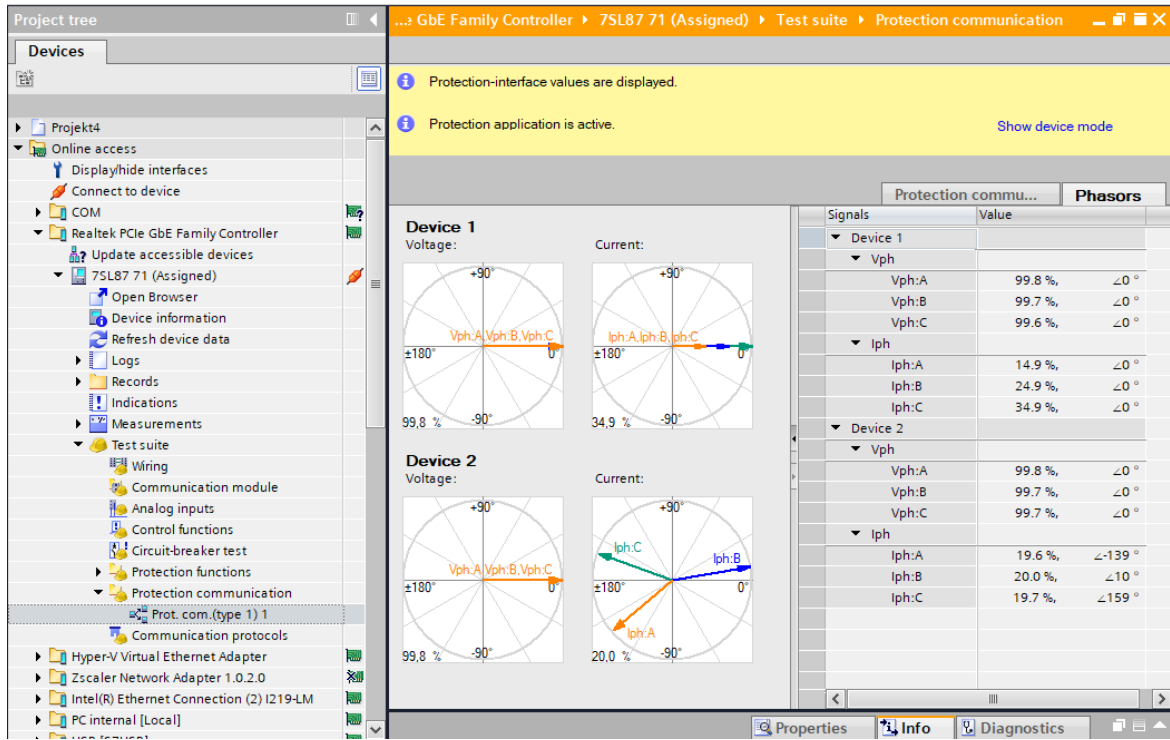 Project tree
Devices
Projekt4
Online access
Display/hide interfaces
Connect to device
COM
Realtek PCIe GbE Family Controller
Update accessible devices
7SL87 71 (Assigned)
Open Browser
Device information
Refresh device data
Logs
Records
Indications
Measurements
Test suite
Wiring
Communication module
Analog inputs
Control functions
Circuit-breaker test
Protection functions
Protection communication
Prot. com.(type 1) 1
Communication protocols
Hyper-V Virtual Ethernet Adapter
Zscaler Network Adapter 1.0.2.0
Intel(R) Ethernet Connection (2) I219-LM
PC internal [Local]
GbE Family Controller 7SL87 71 (Assigned) Test suite Protection communication
Protection-interface values are displayed.
Protection application is active. Show device mode
Protection commu... Phasors
Device 1
Voltage: Current:
+90° +90°
Vph:A,Vph:B,Vph:C Iph:A,Iph:B,Iph:C
±180° 0° ±180° 0°
99,8 % -90° 34,9 % -90°
Device 2
Voltage: Current:
+90° +90°
Iph:C Iph:B
Vph:A,Vph:B,Vph:C
±180° 0° ±180° 0°
Iph:A
99,8 % -90° 20,0 % -90°
Signals Value
Device 1
Vph
Vph:A 99.8 %, ∠0 °
Vph:B 99.7 %, ∠0 °
Vph:C 99.6 %, ∠0 °
Iph
Iph:A 14.9 %, ∠0 °
Iph:B 24.9 %, ∠0 °
Iph:C 34.9 %, ∠0 °
Device 2
Vph
Vph:A 99.8 %, ∠0 °
Vph:B 99.7 %, ∠0 °
Vph:C 99.7 %, ∠0 °
Iph
Iph:A 19.6 %, ∠-139 °
Iph:B 20.0 %, ∠10 °
Iph:C 19.7 %, ∠159 °
Properties Info Diagnostics